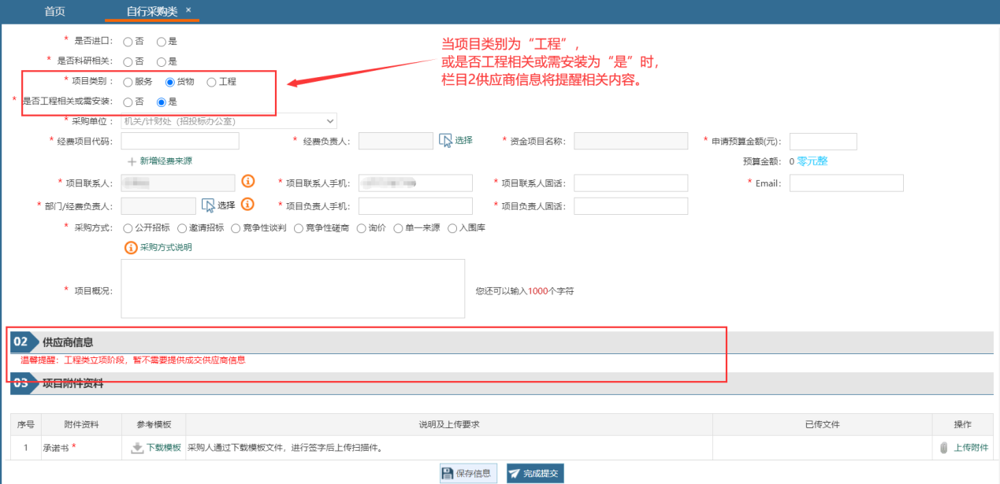 首页
自行采购类 ×
* 是否进口: 否 是
* 是否科研相关: 否 是
* 项目类别: 服务 货物 工程
* 是否工程相关或需安装: 否 是
当项目类别为“工程”,
或是否工程相关或需安装为“是”时,
栏目2供应商信息将提醒相关内容。
* 采购单位: 机关/计财处（招投标办公室）
* 经费项目代码: * 经费负责人: 选择 * 资金项目名称: * 申请预算金额(元):
新增经费来源 预算金额: 0 零元整
* 项目联系人: * 项目联系人手机: * 项目联系人固话: * Email:
* 部门/经费负责人: 选择 * 项目负责人手机: * 项目负责人固话:
* 采购方式: 公开招标 邀请招标 竞争性谈判 竞争性磋商 询价 单一来源 入围库
采购方式说明
* 项目概况: 您还可以输入1000个字符
02 供应商信息
温馨提醒: 工程类立项阶段, 暂不需要提供成交供应商信息
03 项目附件资料
序号 附件资料 参考模板 说明及上传要求 已传文件 操作
1 承诺书 * 下载模板 采购人通过下载模板文件, 进行签字后上传扫描件。 上传附件
保存信息 完成提交